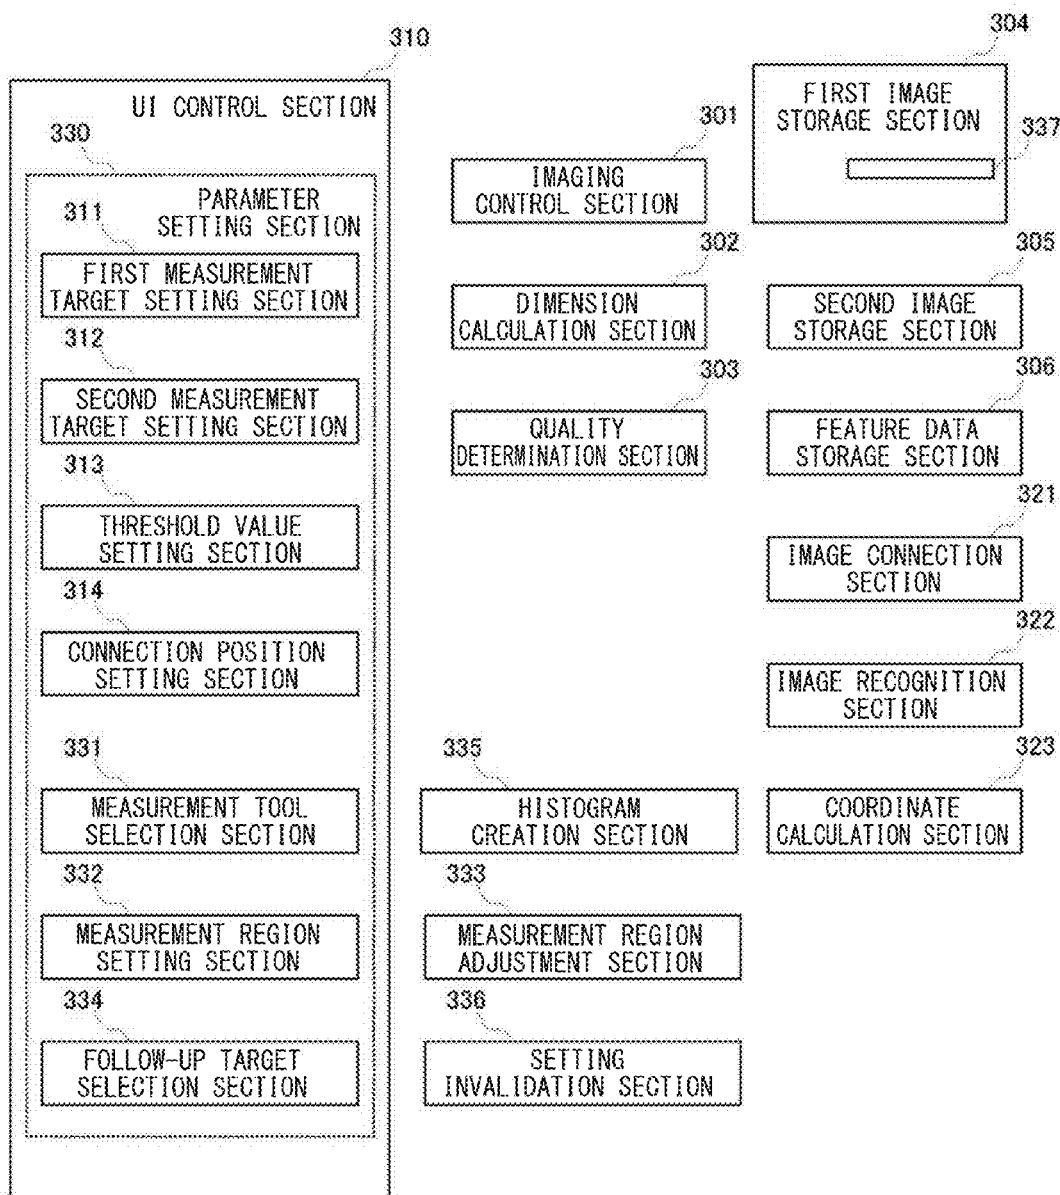 310
UI CONTROL SECTION
330
PARAMETER
SETTING SECTION
311
FIRST MEASUREMENT
TARGET SETTING SECTION
312
SECOND MEASUREMENT
TARGET SETTING SECTION
313
THRESHOLD VALUE
SETTING SECTION
314
CONNECTION POSITION
SETTING SECTION
331
MEASUREMENT TOOL
SELECTION SECTION
332
MEASUREMENT REGION
SETTING SECTION
334
FOLLOW-UP TARGET
SELECTION SECTION
301
IMAGING
CONTROL SECTION
302
DIMENSION
CALCULATION SECTION
303
QUALITY
DETERMINATION SECTION
335
HISTOGRAM
CREATION SECTION
333
MEASUREMENT REGION
ADJUSTMENT SECTION
336
SETTING
INVALIDATION SECTION
304
FIRST IMAGE
STORAGE SECTION
337
305
SECOND IMAGE
STORAGE SECTION
306
FEATURE DATA
STORAGE SECTION
321
IMAGE CONNECTION
SECTION
322
IMAGE RECOGNITION
SECTION
323
COORDINATE
CALCULATION SECTION